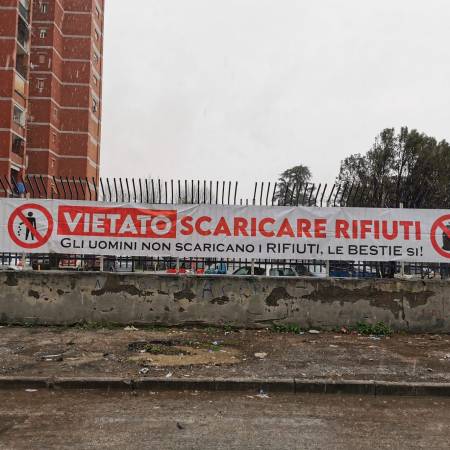 VIETATO SCARICARE RIFIUTI
GLI UOMINI NON SCARICANO I RIFIUTI, LE BESTIE SI!